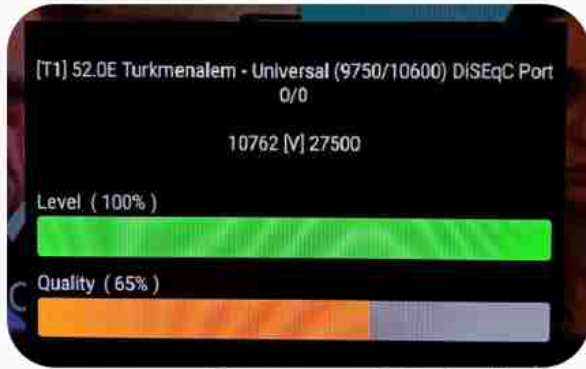 [T1] 52.0E Turkmenalem - Universal (9750/10600) DiSEqC Port
0/0
10762 [V] 27500
Level ( 100% )
Quality ( 65% )